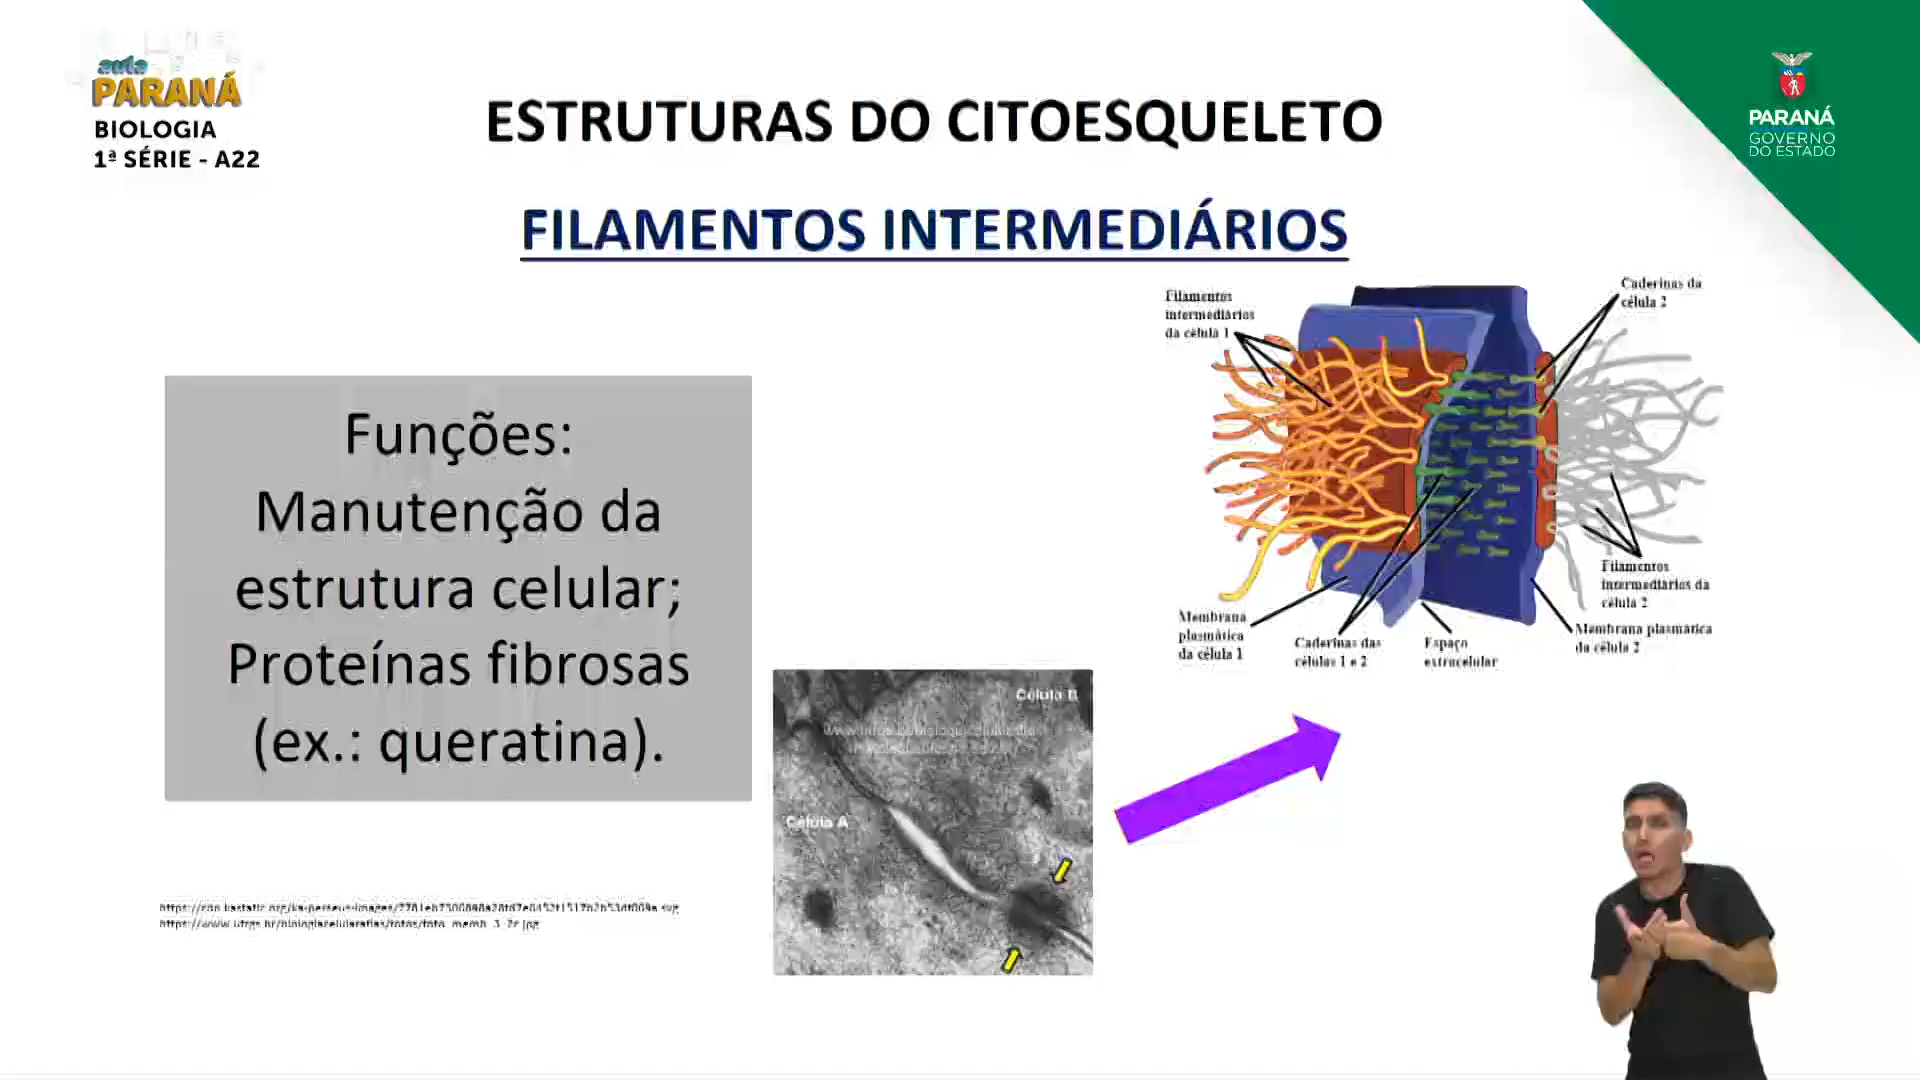 aula
PARANÁ
BIOLOGIA
1ª SÉRIE - A22
ESTRUTURAS DO CITOESQUELETO
PARANÁ
GOVERNO
DO ESTADO
FILAMENTOS INTERMEDIÁRIOS
Funções:
Manutenção da
estrutura celular;
Proteínas fibrosas
(ex.: queratina).
Filamentos
intermediários
da célula 1
Caderinas da
célula 2
Filamentos
intermediários da
célula 2
Membrana
plasmática
da célula 1
Caderinas das
células 1 e 2
Espaço
extracelular
Membrana plasmática
da célula 2
Célula B
Célula A